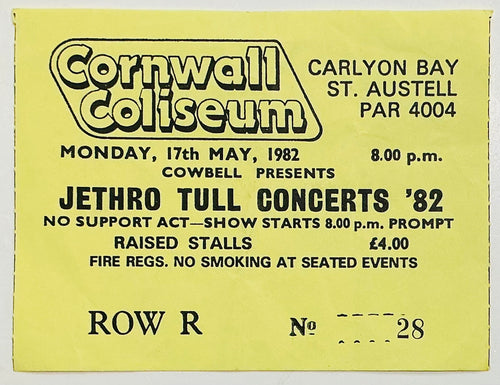 Cornwall
Coliseum
CARLYON BAY
ST. AUSTELL
PAR 4004
MONDAY, 17th MAY, 1982 8.00 p.m.
COWBELL PRESENTS
JETHRO TULL CONCERTS '82
NO SUPPORT ACT—SHOW STARTS 8.00 p.m. PROMPT
RAISED STALLS £4.00
FIRE REGS. NO SMOKING AT SEATED EVENTS
ROW R Nº 28